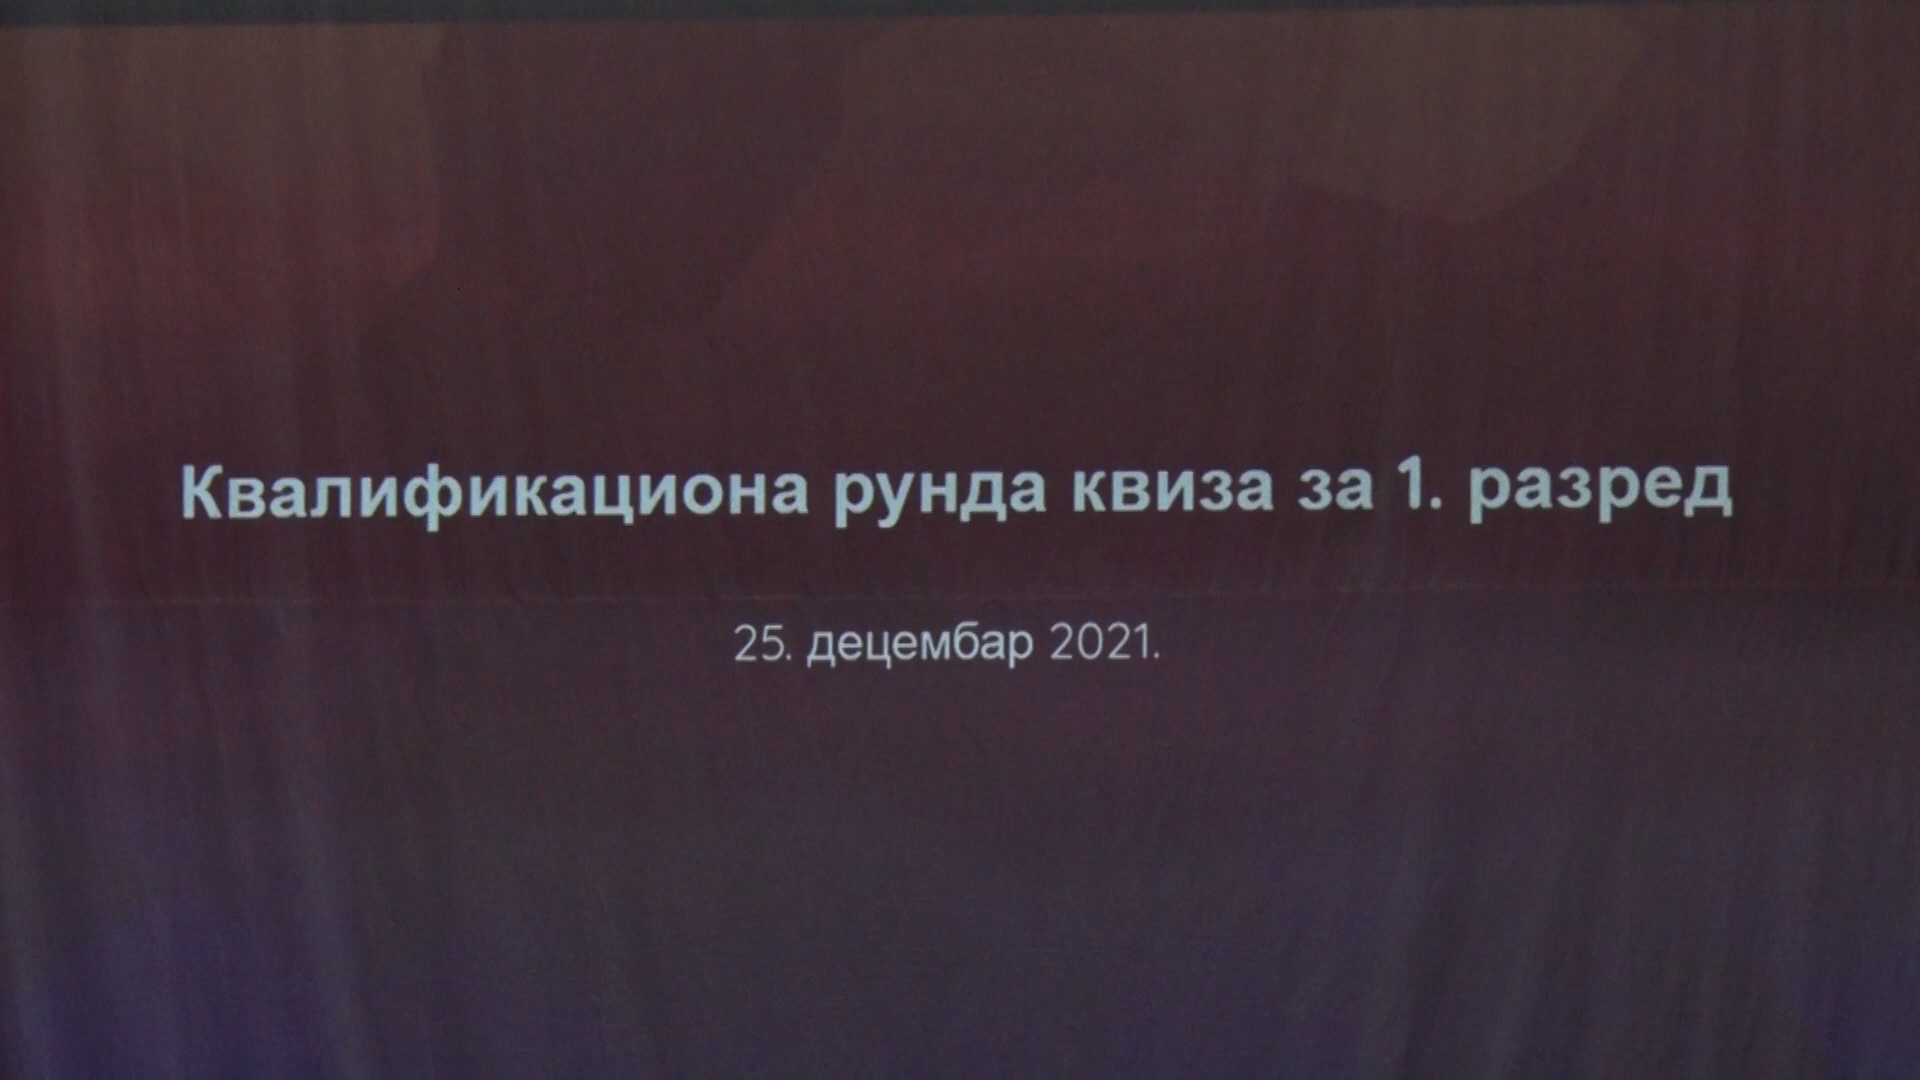 Квалификациона рунда квиза за 1. разред
25. децембар 2021.